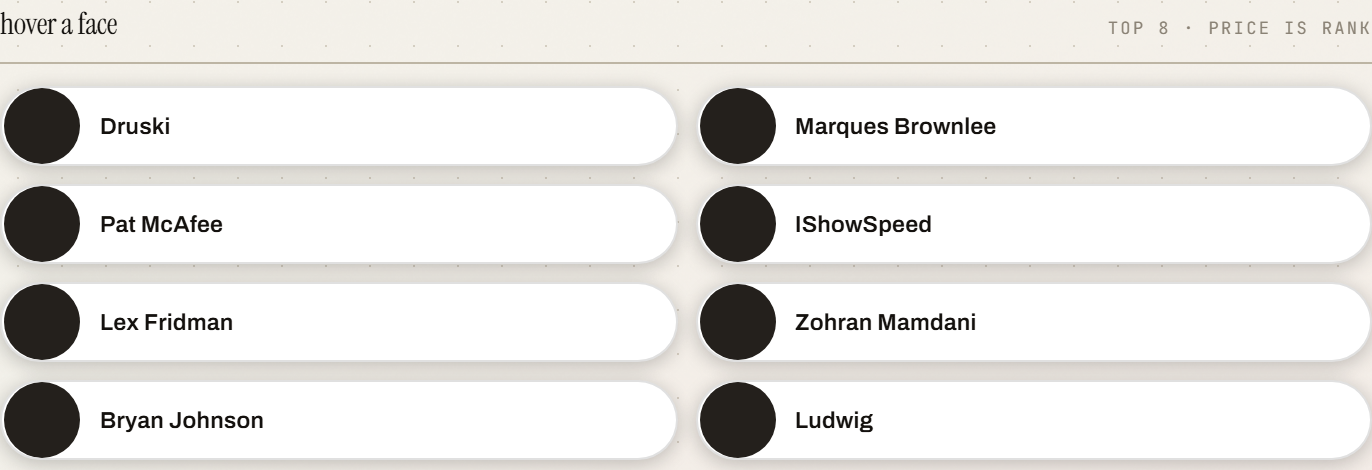 hover a face
TOP 8 · PRICE IS RANK
Druski
Marques Brownlee
Pat McAfee
IShowSpeed
Lex Fridman
Zohran Mamdani
Bryan Johnson
Ludwig